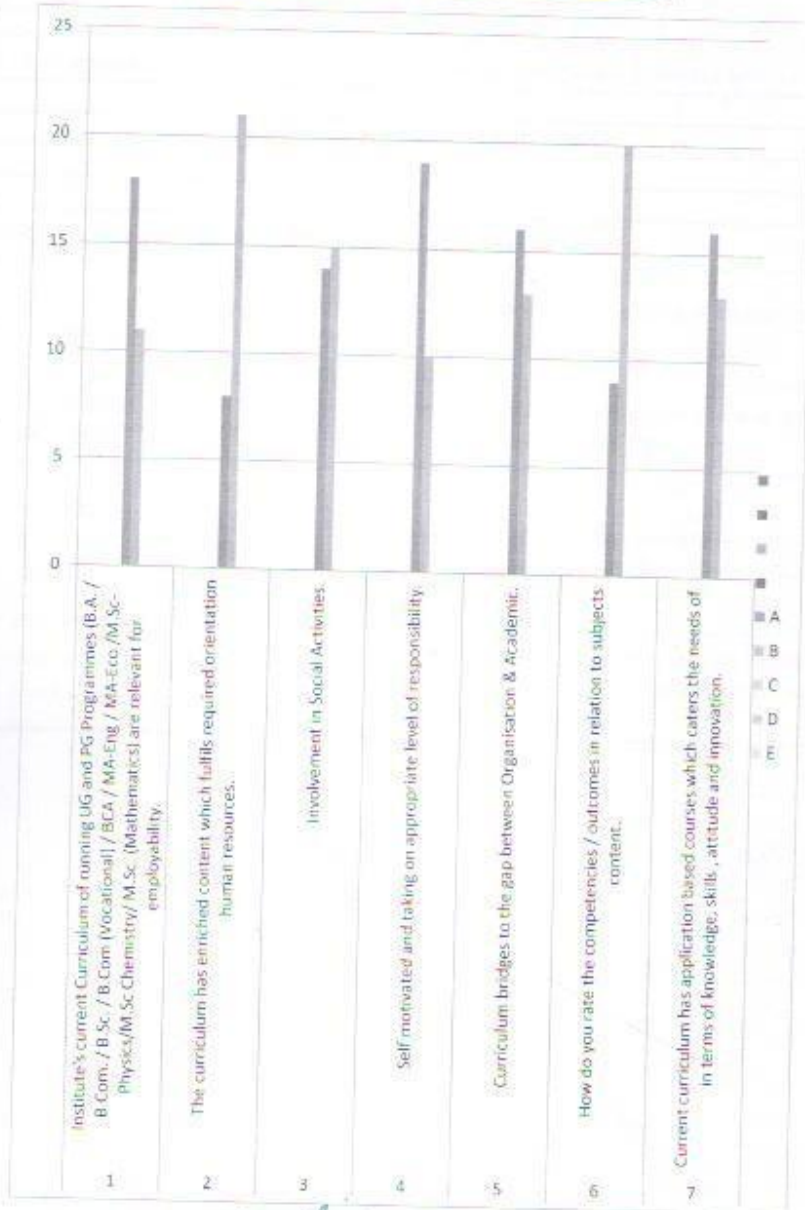 25
20
15
10
5
0
Institute's current Curriculum of running UG and PG Programmes (B.A. /
B.Com. / B.Sc. / B.Com (Vocational) / BCA / MA-Eng / MA-Eco /M.Sc-
Physics/M.Sc Chemistry/ M.Sc. (Mathematics) are relevant for
employability.
1
The curriculum has enriched content which fulfils required orientation
human resources.
2
Involvement in Social Activities.
3
Self motivated and taking on appropriate level of responsibility.
4
Curriculum bridges to the gap between Organisation & Academic.
5
How do you rate the competencies / outcomes in relation to subjects
content.
6
Current curriculum has application based courses which caters the needs of
in terms of knowledge, skills , attitude and innovation.
7
A
B
C
D
E